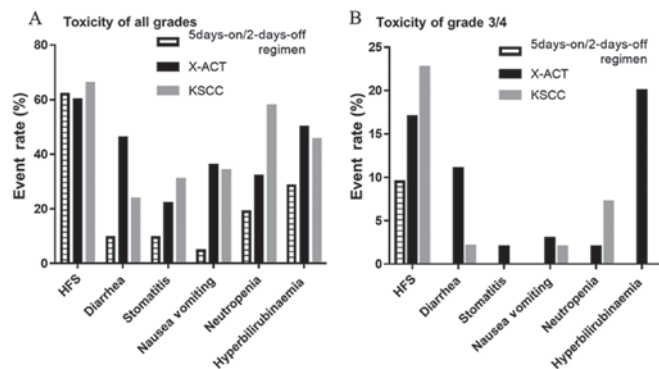 A Toxicity of all grades
5days-on/2-days-off
regimen
X-ACT
KSCC
Event rate (%)
80
60
40
20
0
HFS
Diarrhea
Stomatitis
Nausea vomiting
Neutropenia
Hyperbilirubinaemia
B Toxicity of grade 3/4
5days-on/2-days-off
regimen
X-ACT
KSCC
Event rate (%)
25
20
15
10
5
0
HFS
Diarrhea
Stomatitis
Nausea vomiting
Neutropenia
Hyperbilirubinaemia